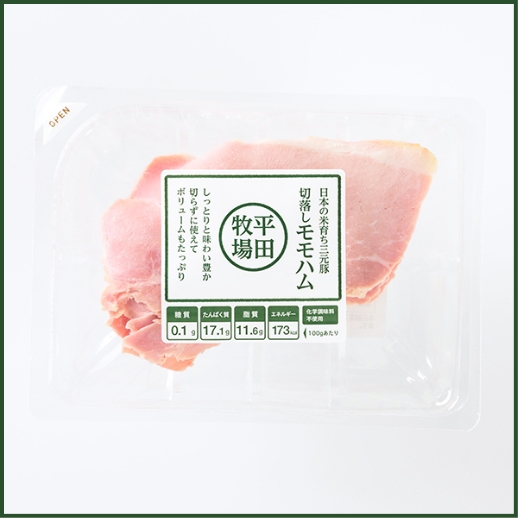 OPEN
日本の米育ち三元豚
切落しモモハム
平田
牧場
しっとりと味わい豊か
切らずに使えて
ボリュームもたっぷり
糖質
0.1g
たんぱく質
17.1g
脂質
11.6g
エネルギー
173kcal
化学調味料
不使用
100gあたり